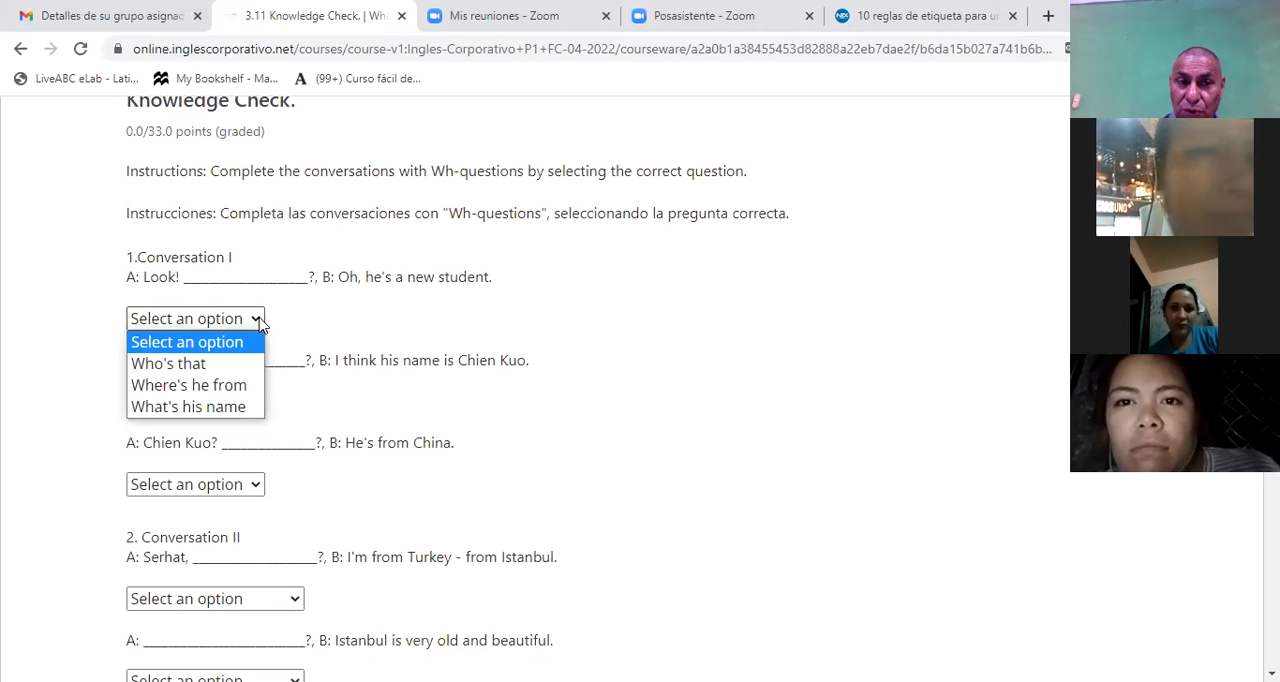 Detalles de su grupo asignad
3.11 Knowledge Check. | Wh
Mis reuniones - Zoom
Posasistente - Zoom
10 reglas de etiqueta para u
online.inglescorporativo.net/courses/course-v1:Ingles-Corporativo+P1+FC-04-2022/courseware/a2a0b1a38455453d82888a22eb7dae2f/b6da15b027a741b6b...
LiveABC eLab - Lati...
My Bookshelf - Ma...
(99+) Curso fácil de...
Knowledge Check.
0.0/33.0 points (graded)
Instructions: Complete the conversations with Wh-questions by selecting the correct question.
Instrucciones: Completa las conversaciones con "Wh-questions", seleccionando la pregunta correcta.
1.Conversation I
A: Look! ____________________?, B: Oh, he's a new student.
Select an option
Select an option
Who's that
Where's he from
What's his name
______?, B: I think his name is Chien Kuo.
A: Chien Kuo? _______________?, B: He's from China.
Select an option
2. Conversation II
A: Serhat, ____________________?, B: I'm from Turkey - from Istanbul.
Select an option
A: __________________________?, B: Istanbul is very old and beautiful.
Select an option